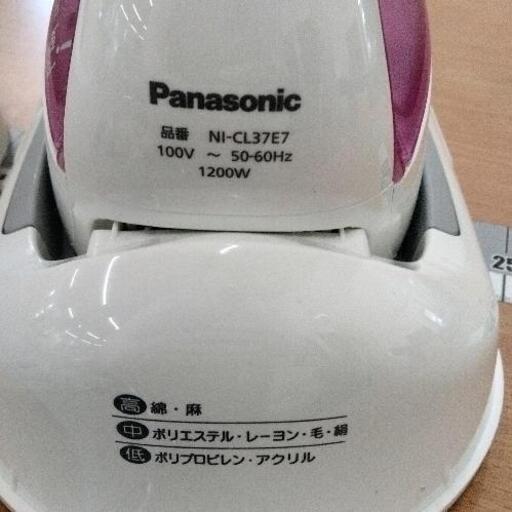 Panasonic
品番 NI-CL37E7
100V ～ 50-60Hz
1200W
高 綿・麻
中 ポリエステル・レーヨン・毛・絹
低 ポリプロピレン・アクリル
25